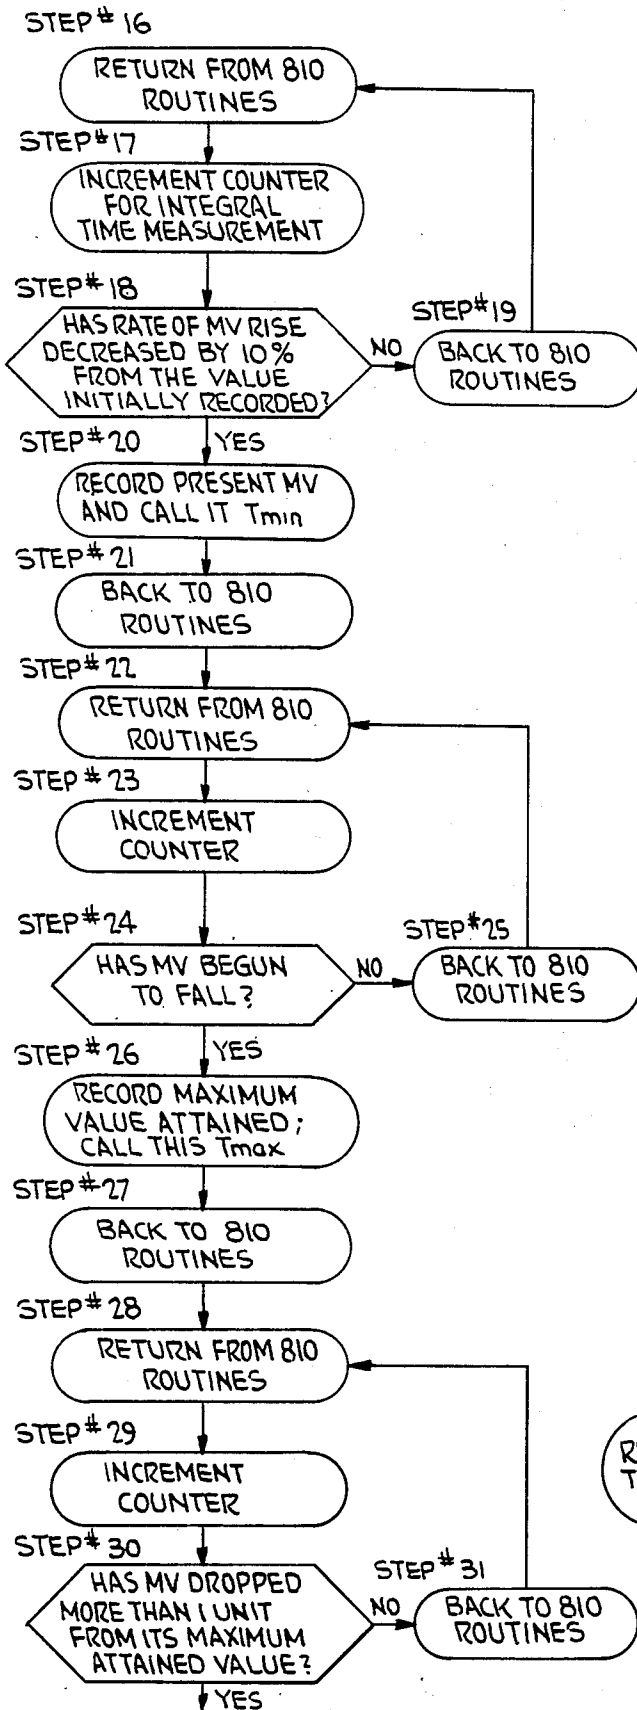 STEP# 16
RETURN FROM 810
ROUTINES
STEP#17
INCREMENT COUNTER
FOR INTEGRAL
TIME MEASUREMENT
STEP#18
HAS RATE OF MV RISE
DECREASED BY 10%
FROM THE VALUE
INITIALLY RECORDED?
NO
STEP#19
BACK TO 810
ROUTINES
STEP#20
YES
RECORD PRESENT MV
AND CALL IT Tmin
STEP# 21
BACK TO 810
ROUTINES
STEP#22
RETURN FROM 810
ROUTINES
STEP #23
INCREMENT
COUNTER
STEP#24
HAS MV BEGUN
TO FALL?
NO
STEP#25
BACK TO 810
ROUTINES
STEP#26
YES
RECORD MAXIMUM
VALUE ATTAINED;
CALL THIS Tmax
STEP#27
BACK TO 810
ROUTINES
STEP# 28
RETURN FROM 810
ROUTINES
STEP# 29
INCREMENT
COUNTER
STEP# 30
HAS MV DROPPED
MORE THAN 1 UNIT
FROM ITS MAXIMUM
ATTAINED VALUE?
NO
STEP# 31
BACK TO 810
ROUTINES
YES